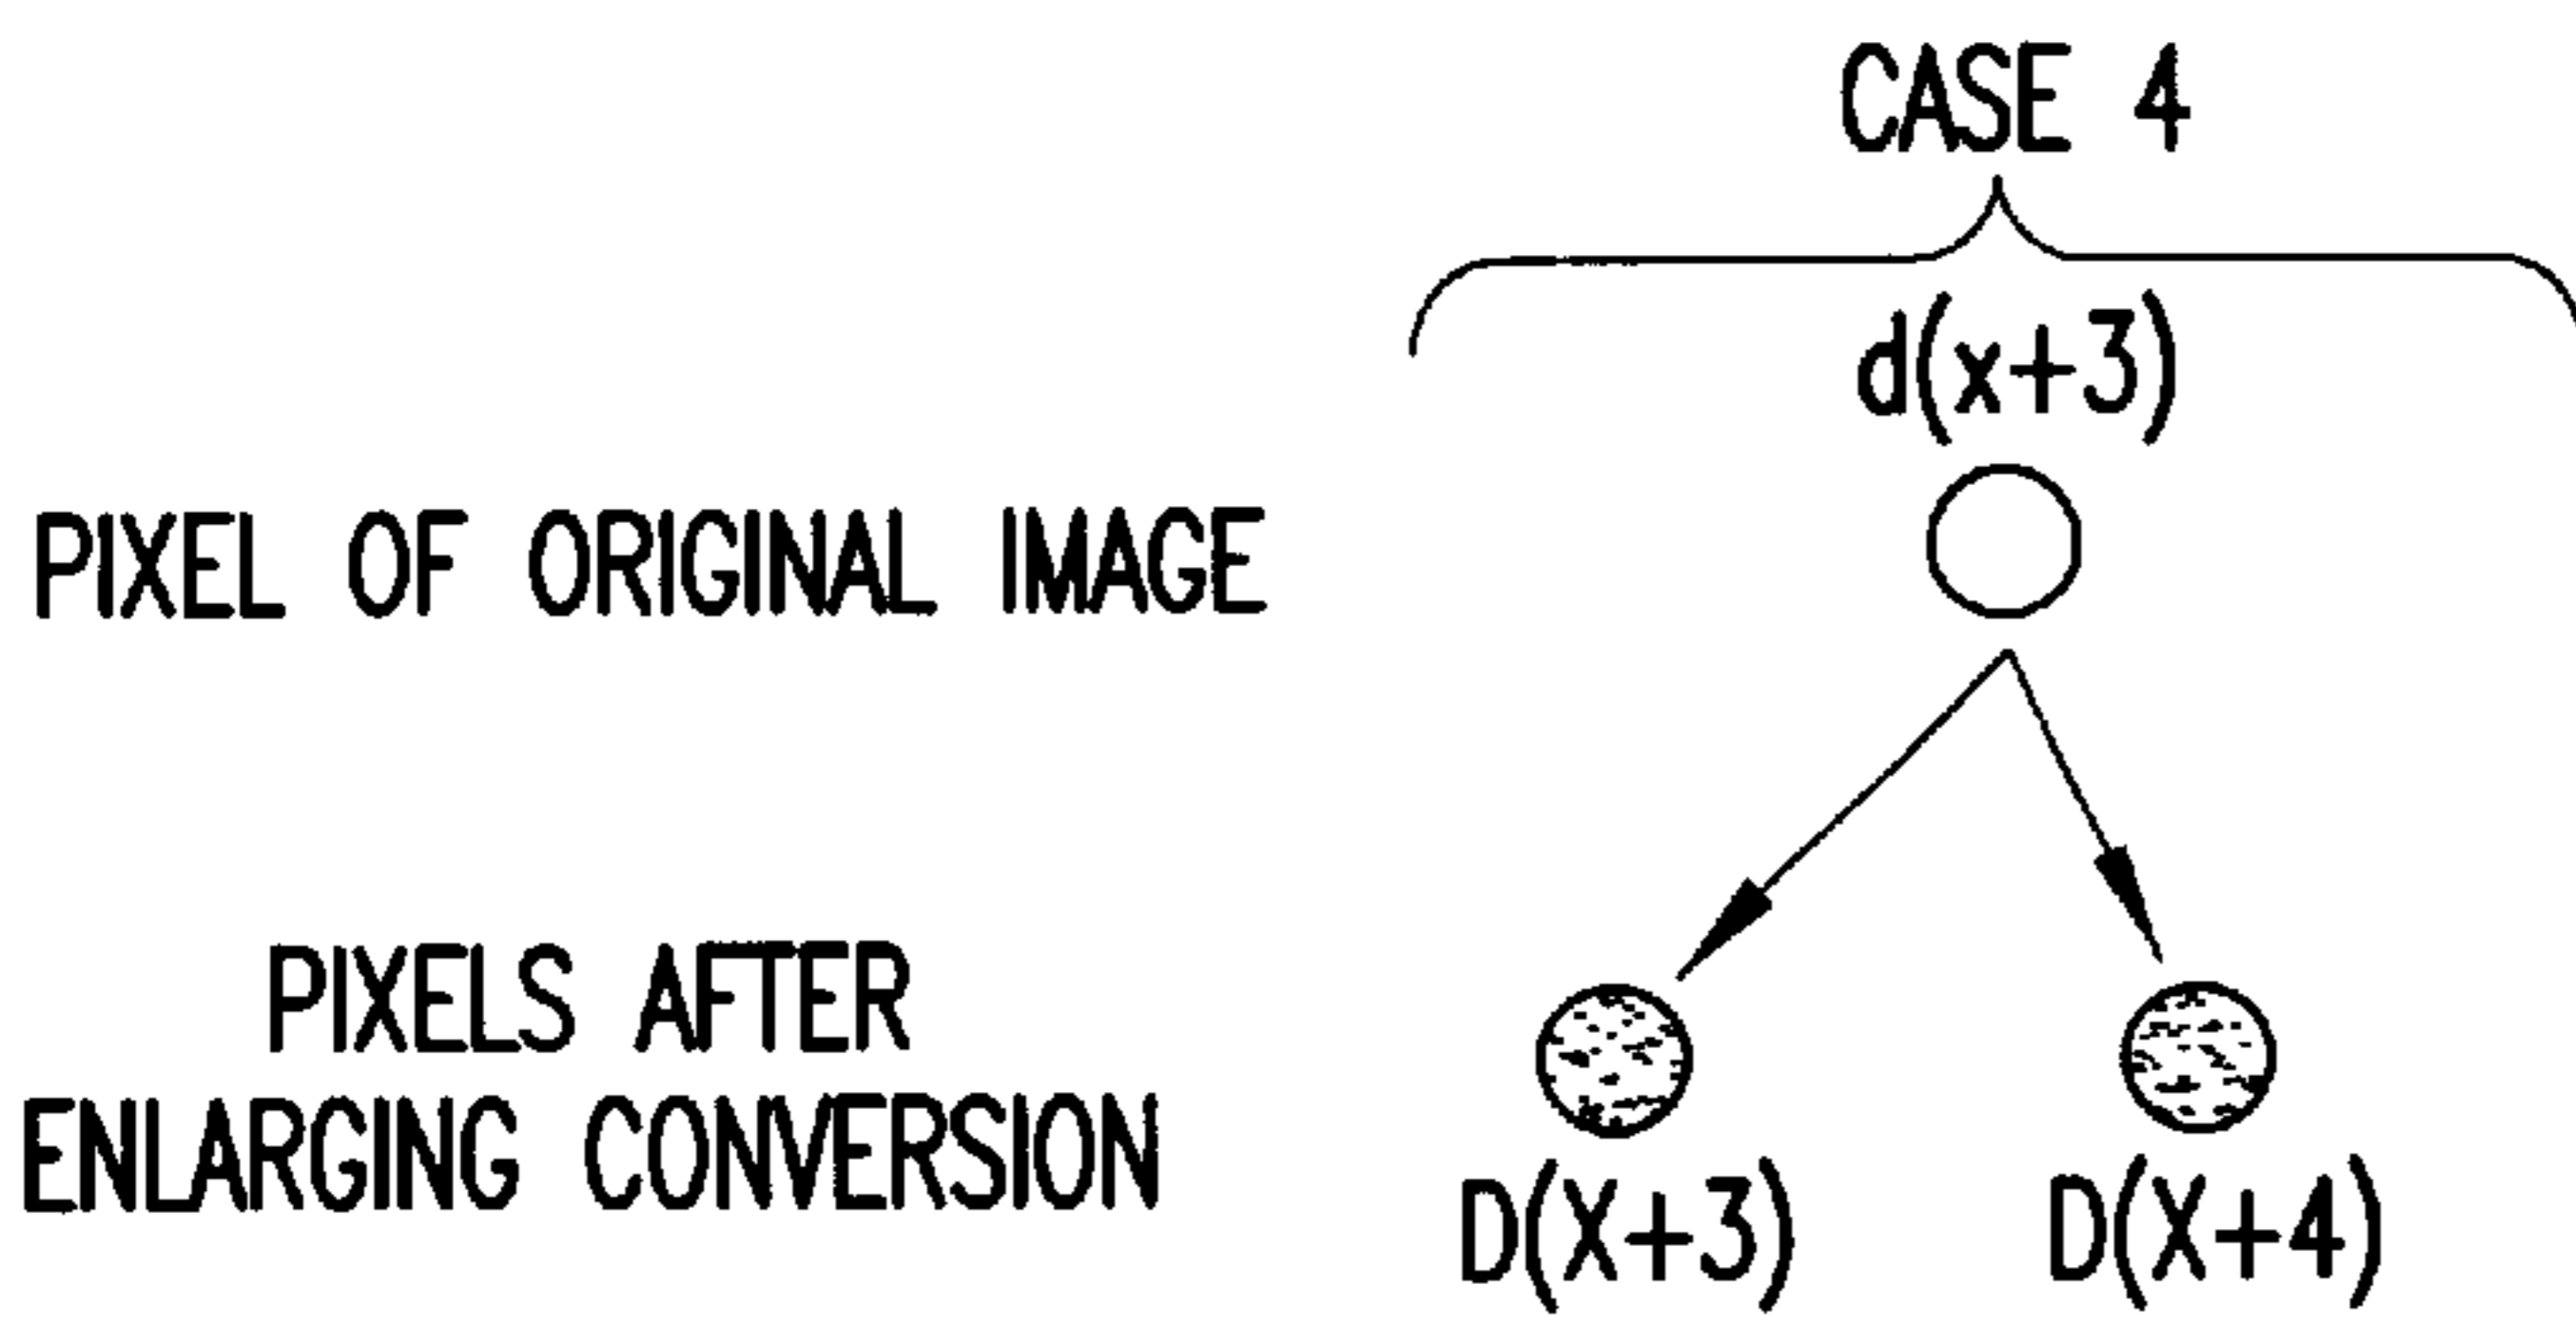 CASE 4
d(x+3)
PIXEL OF ORIGINAL IMAGE
PIXELS AFTER
ENLARGING CONVERSION
D(X+3) D(X+4)